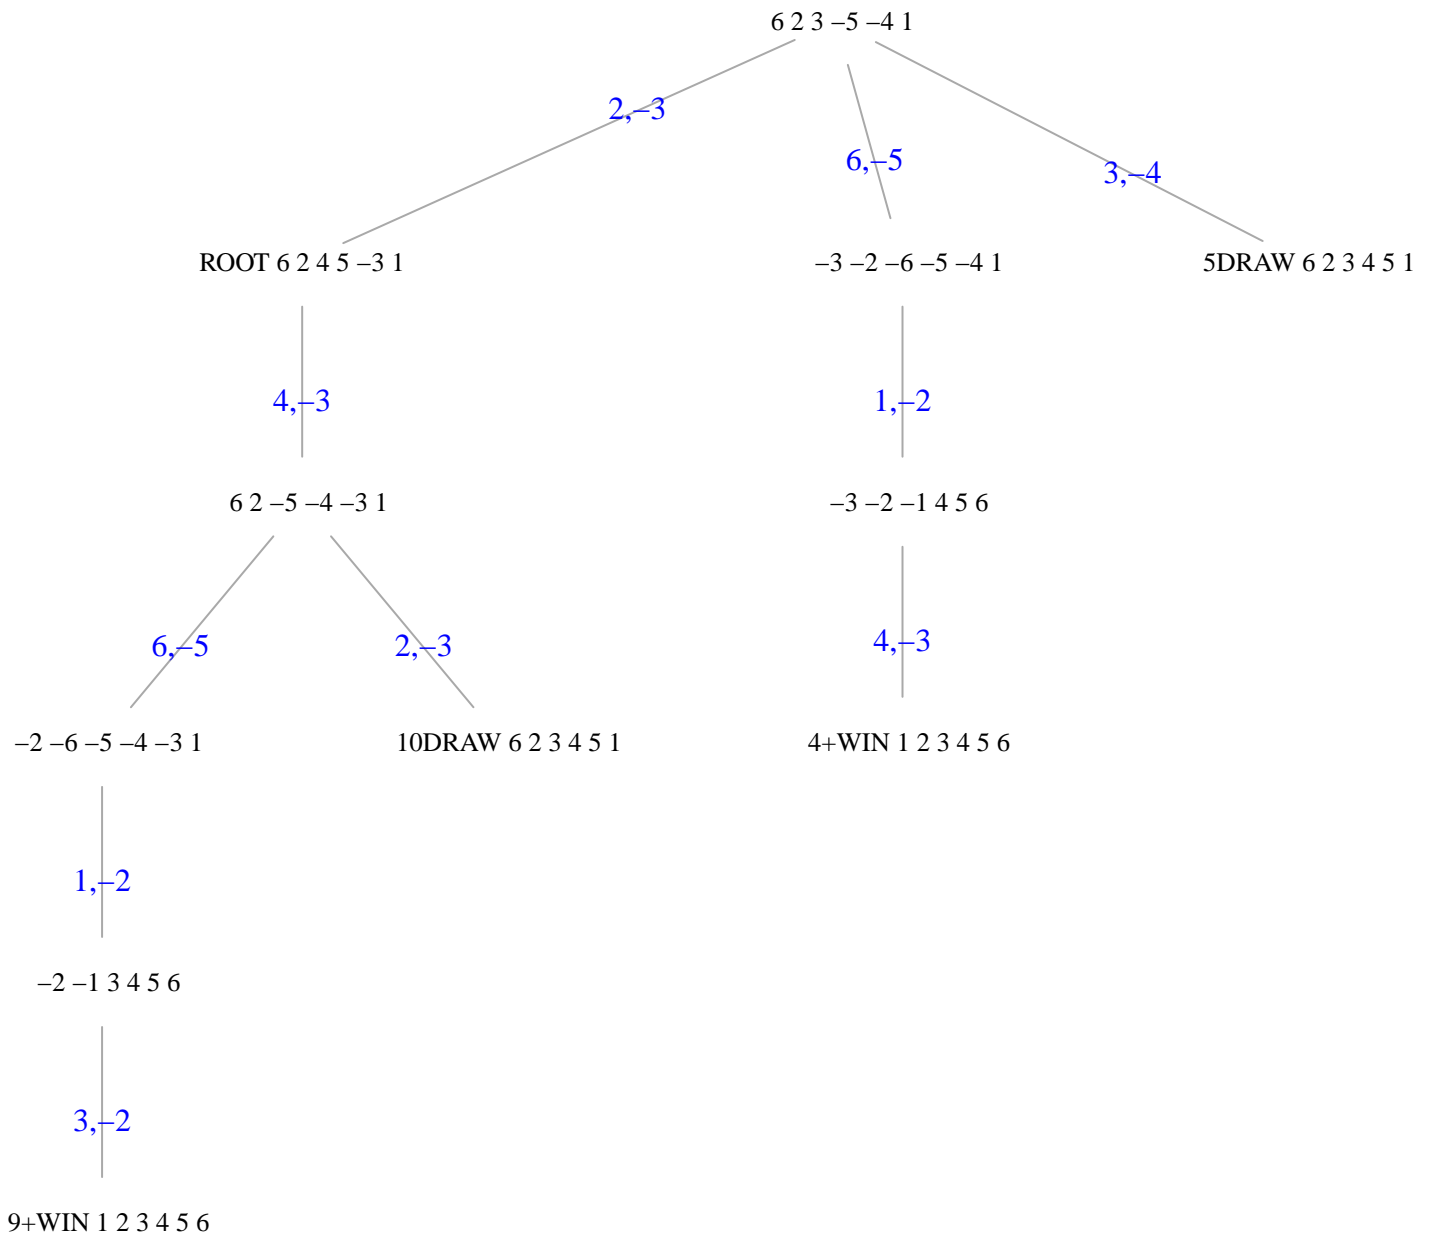 6 2 3 –5 –4 1
2,–3
6,–5
3,–4
ROOT 6 2 4 5 –3 1
–3 –2 –6 –5 –4 1
5DRAW 6 2 3 4 5 1
4,–3
1,–2
6 2 –5 –4 –3 1
–3 –2 –1 4 5 6
6,–5
2,–3
4,–3
–2 –6 –5 –4 –3 1
10DRAW 6 2 3 4 5 1
4+WIN 1 2 3 4 5 6
1,–2
–2 –1 3 4 5 6
3,–2
9+WIN 1 2 3 4 5 6